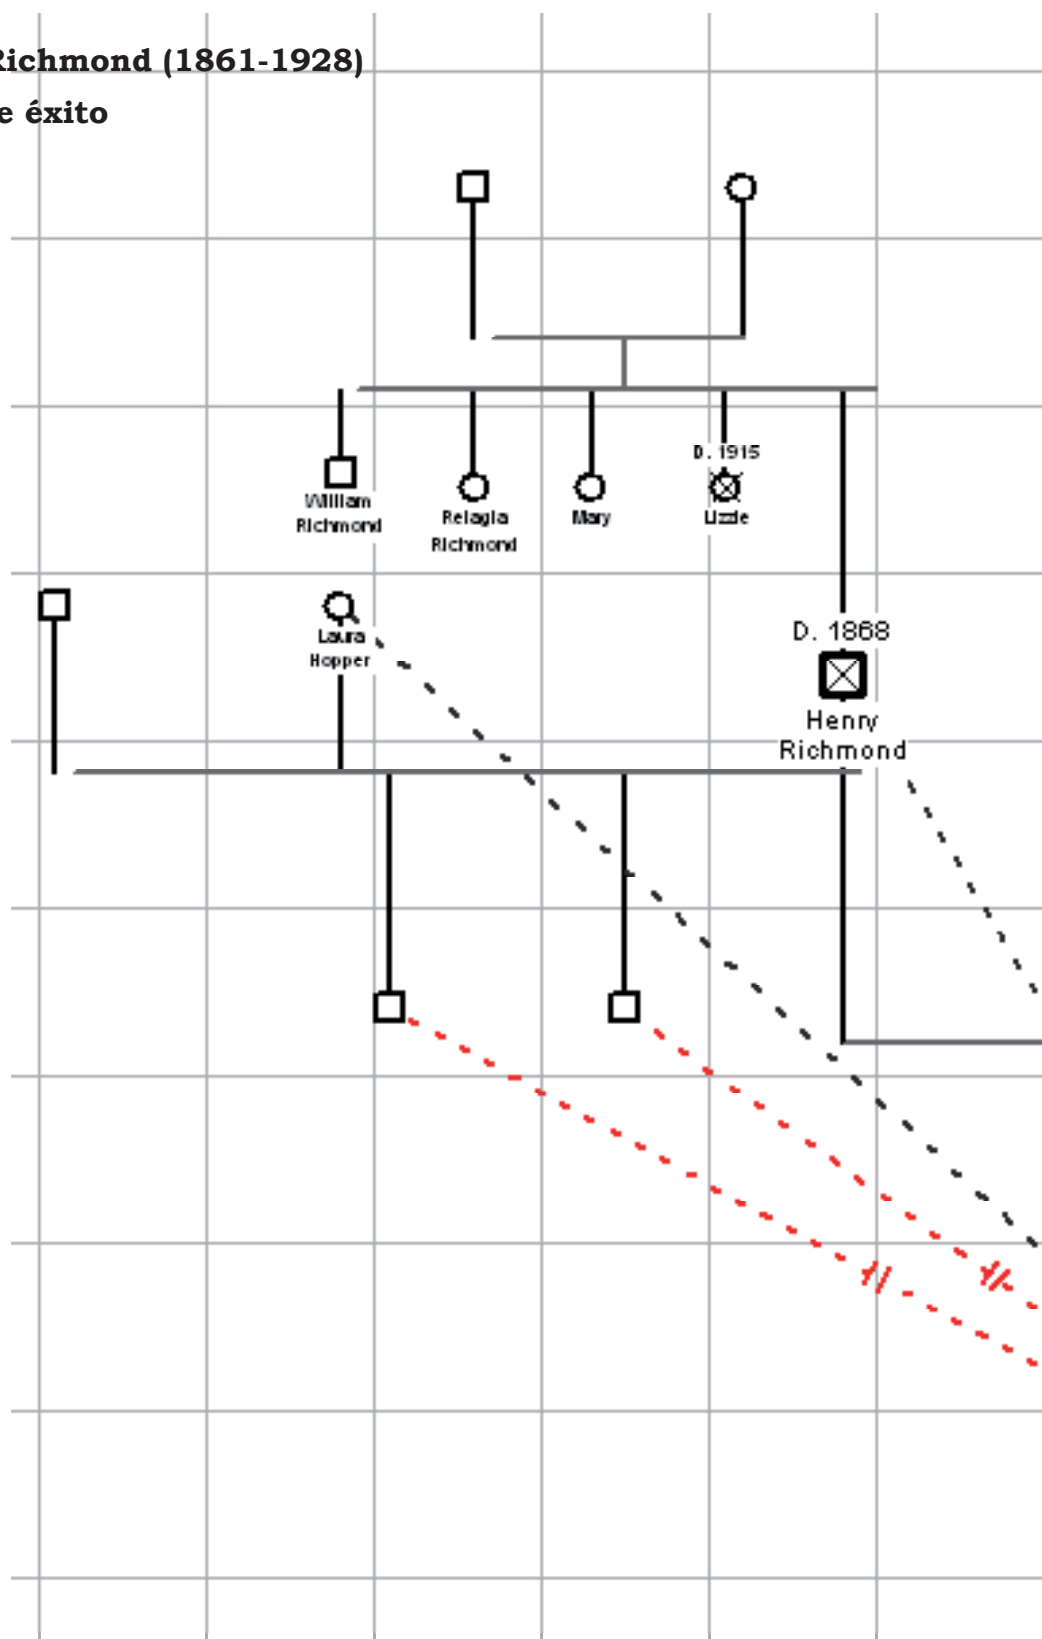 Richmond (1861-1928)
e éxito
D. 1915
William
Richmond
Relagia
Richmond
Mary
Lizzie
Laura
Hopper
D. 1868
Henry
Richmond